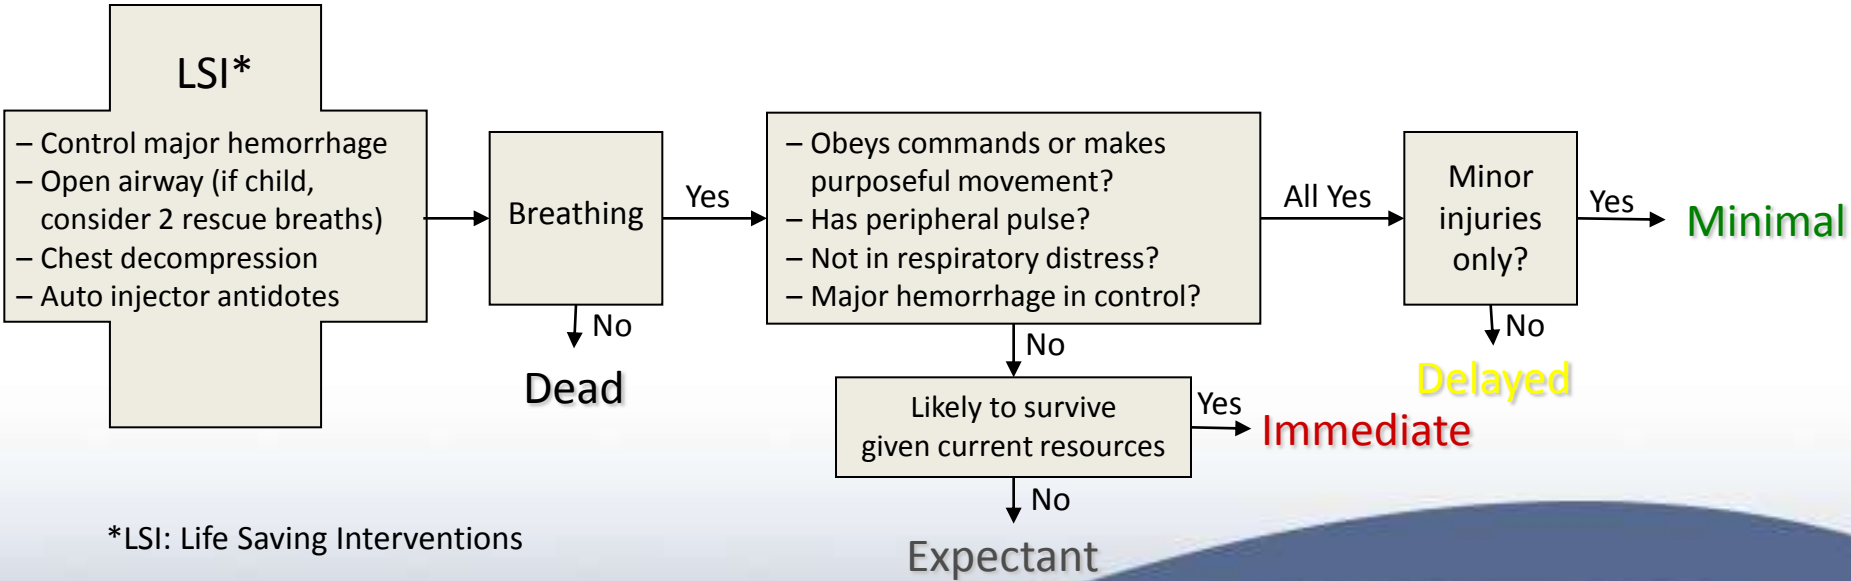 LSI*
– Control major hemorrhage
– Open airway (if child,
consider 2 rescue breaths)
– Chest decompression
– Auto injector antidotes
Breathing
Yes
No
Dead
– Obeys commands or makes
purposeful movement?
– Has peripheral pulse?
– Not in respiratory distress?
– Major hemorrhage in control?
All Yes
Minor
injuries
only?
Yes
Minimal
No
Delayed
No
Likely to survive
given current resources
Yes
Immediate
No
Expectant
*LSI: Life Saving Interventions